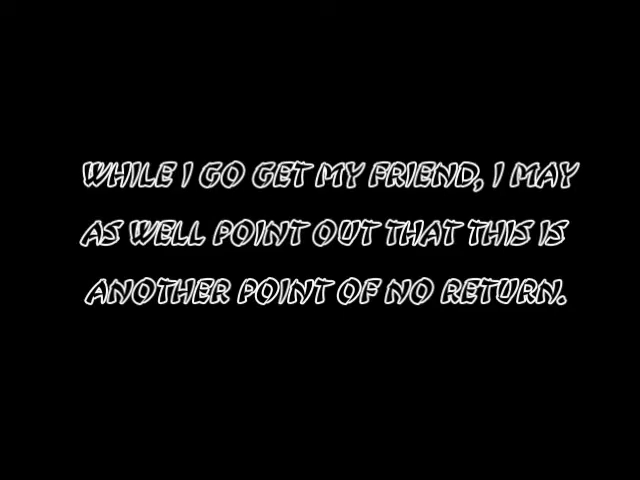 WHILE I GO GET MY FRIEND, I MAY
AS WELL POINT OUT THAT THIS IS
ANOTHER POINT OF NO RETURN.